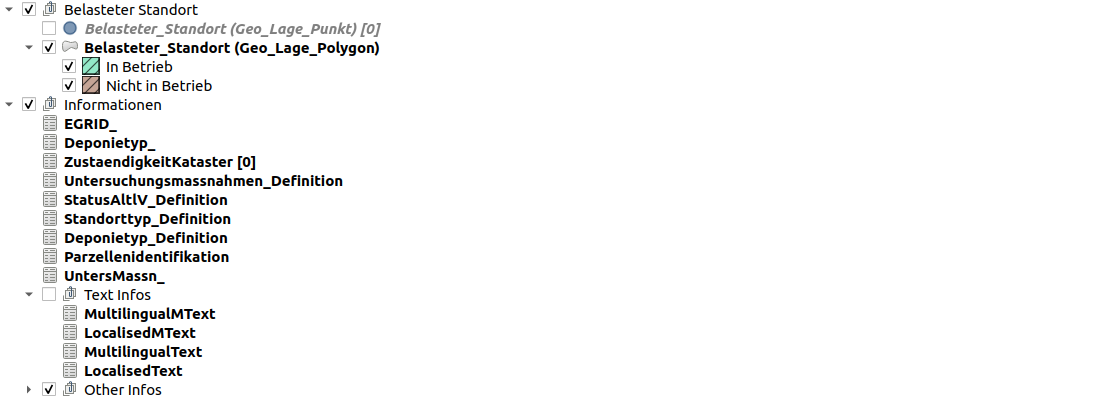 Belasteter Standort
Belasteter_Standort (Geo_Lage_Punkt) [0]
Belasteter_Standort (Geo_Lage_Polygon)
In Betrieb
Nicht in Betrieb
Informationen
EGRID_
Deponietyp_
ZustaendigkeitKataster [0]
Untersuchungsmassnahmen_Definition
StatusAltlV_Definition
Standorttyp_Definition
Deponietyp_Definition
Parzellenidentifikation
UntersMassn_
Text Infos
MultilingualMText
LocalisedMText
MultilingualText
LocalisedText
Other Infos